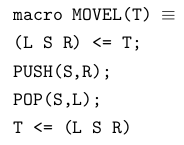 macro MOVEL(T) ≡
(L S R) <= T;
PUSH(S,R);
POP(S,L);
T <= (L S R)